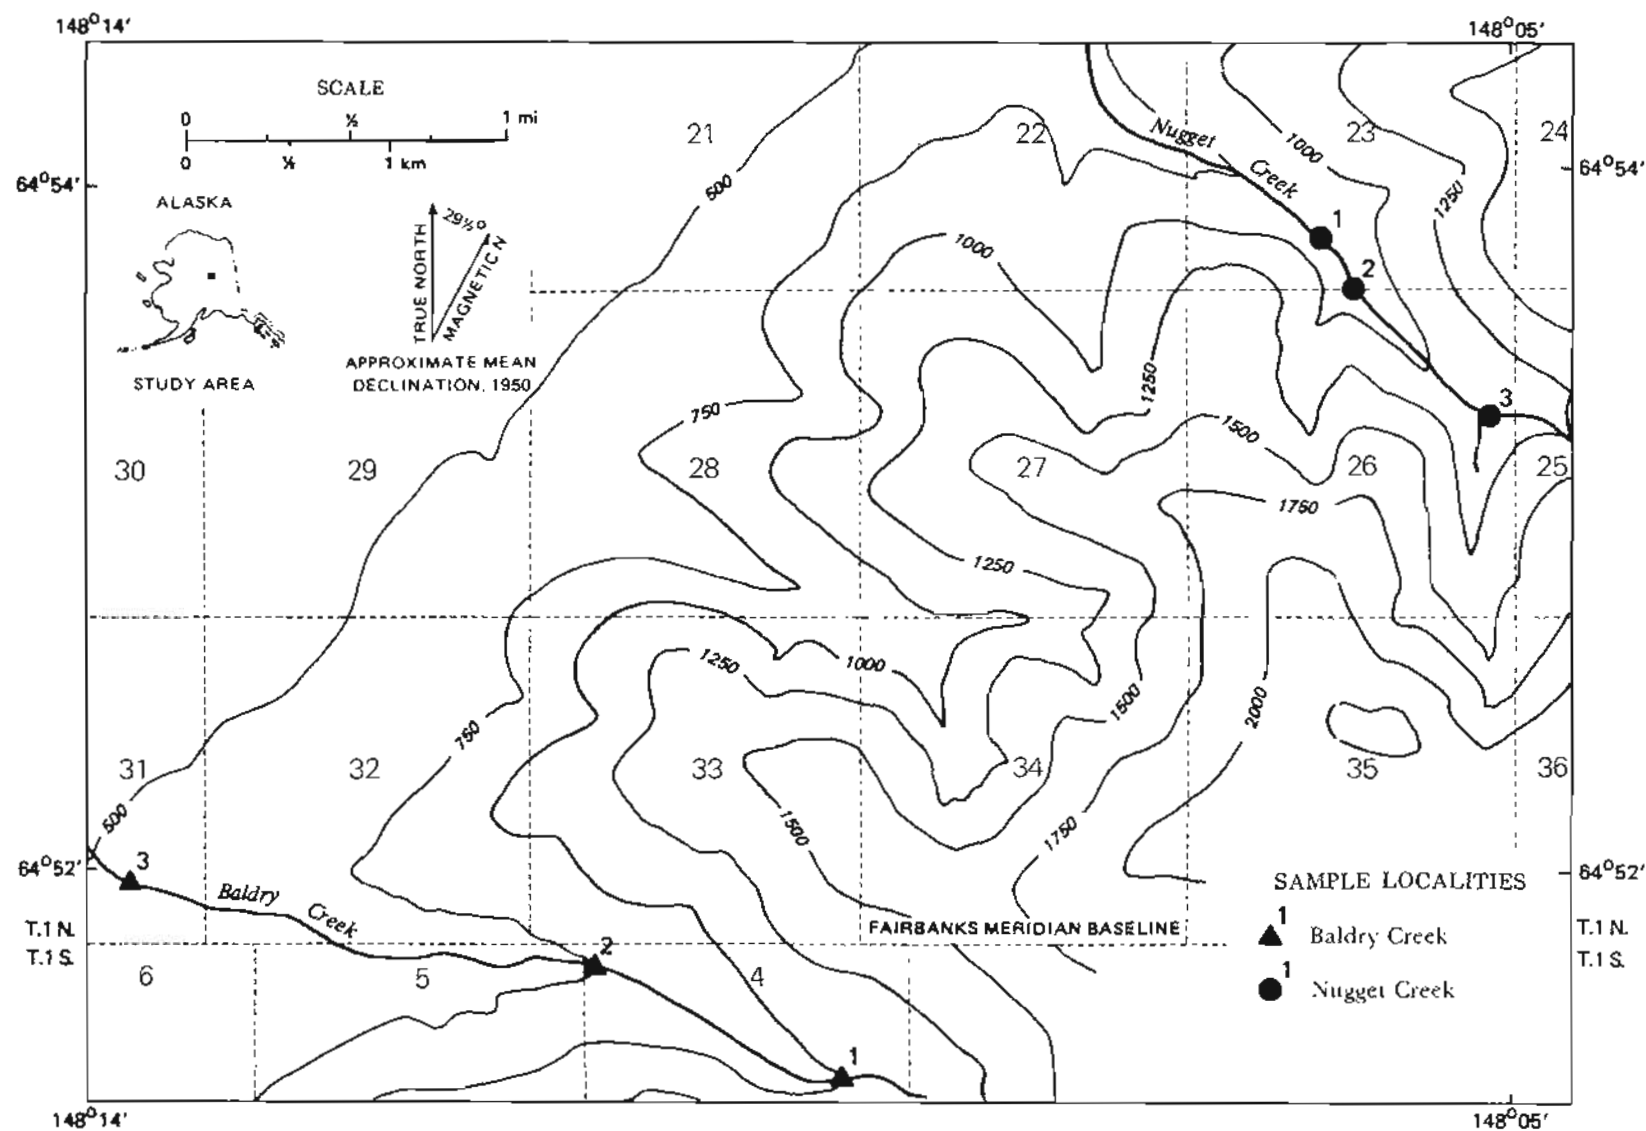 148°14' 148°05'
SCALE
0 ½ 1 mi
0 ½ 1 km
64°54' 64°54'
ALASKA
STUDY AREA
TRUE NORTH
29½°
MAGNETIC N
APPROXIMATE MEAN
DECLINATION, 1950
21 22 23 24
Nugget
Creek
500
1000
1000
1250
1
2
3
750
1250
1500
30 29 28 27 26 25
1750
1250
1250
1000
750
1500
2000
31 32 33 34 35 36
500
1500
1750
64°52' 64°52'
3
Baldry
Creek
2
1
T.1 N. T.1 N.
T.1 S. T.1 S.
FAIRBANKS MERIDIAN BASELINE
6 5 4
SAMPLE LOCALITIES
1 Baldry Creek
1 Nugget Creek
148°14' 148°05'